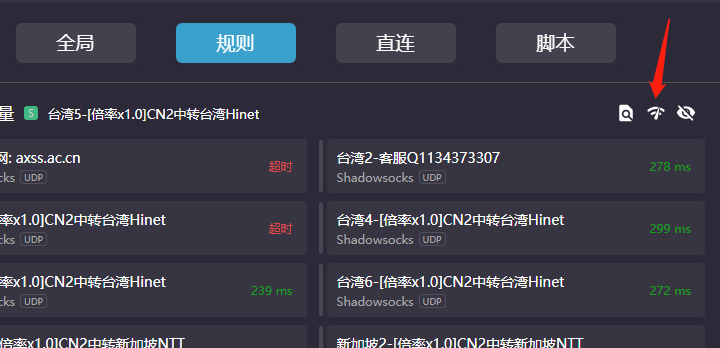 全局 规则 直连 脚本
量 S 台湾5-[倍率x1.0]CN2中转台湾Hinet
网: axss.ac.cn
cks UDP
超时
台湾2-客服Q1134373307
Shadowsocks UDP
278 ms
率x1.0]CN2中转台湾Hinet
cks UDP
超时
台湾4-[倍率x1.0]CN2中转台湾Hinet
Shadowsocks UDP
299 ms
率x1.0]CN2中转台湾Hinet
cks UDP
239 ms
台湾6-[倍率x1.0]CN2中转台湾Hinet
Shadowsocks UDP
272 ms
率x1.0]CN2中转新加坡NTT
新加坡2-[倍率x1.0]CN2中转新加坡NTT